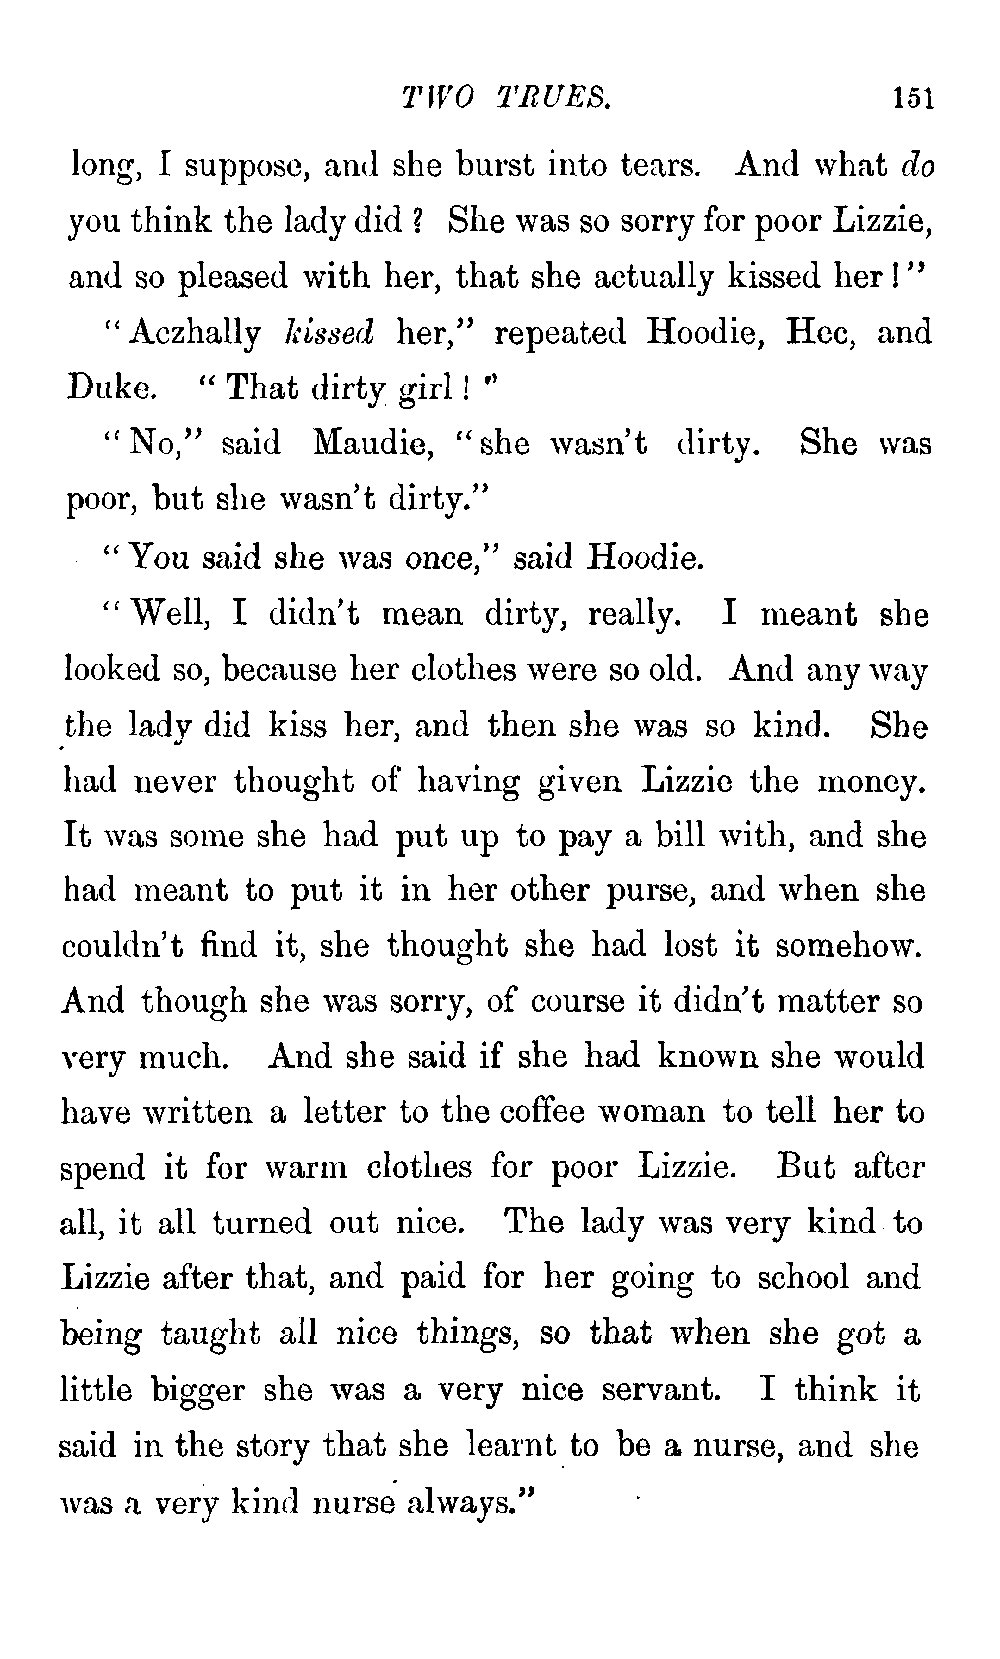 TWO TRUES. 151
long, I suppose, and she burst into tears. And what do
you think the lady did? She was so sorry for poor Lizzie,
and so pleased with her, that she actually kissed her!"
"Aczhally kissed her," repeated Hoodie, Hec, and
Duke. "That dirty girl!"
"No," said Maudie, "she wasn't dirty. She was
poor, but she wasn't dirty."
"You said she was once," said Hoodie.
"Well, I didn't mean dirty, really. I meant she
looked so, because her clothes were so old. And any way
the lady did kiss her, and then she was so kind. She
had never thought of having given Lizzie the money.
It was some she had put up to pay a bill with, and she
had meant to put it in her other purse, and when she
couldn't find it, she thought she had lost it somehow.
And though she was sorry, of course it didn't matter so
very much. And she said if she had known she would
have written a letter to the coffee woman to tell her to
spend it for warm clothes for poor Lizzie. But after
all, it all turned out nice. The lady was very kind to
Lizzie after that, and paid for her going to school and
being taught all nice things, so that when she got a
little bigger she was a very nice servant. I think it
said in the story that she learnt to be a nurse, and she
was a very kind nurse always."